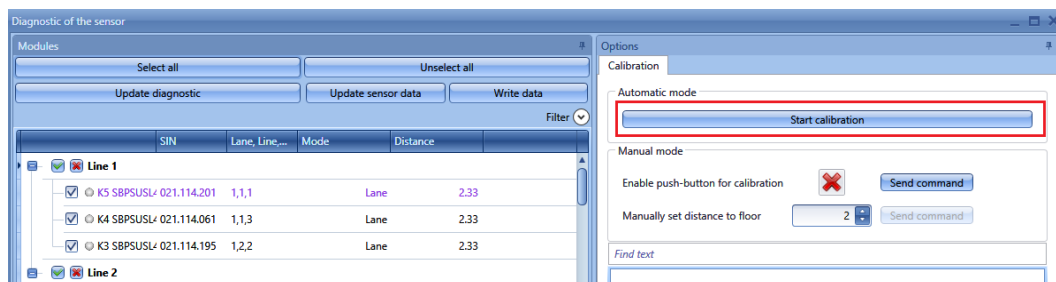 Diagnostic of the sensor
Modules
Select all
Unselect all
Update diagnostic
Update sensor data
Write data
Filter
SIN
Lane, Line,...
Mode
Distance
Line 1
K5 SBPSUSL 021.114.201 1,1,1 Lane 2.33
K4 SBPSUSL 021.114.061 1,1,3 Lane 2.33
K3 SBPSUSL 021.114.195 1,2,2 Lane 2.33
Line 2
Options
Calibration
Automatic mode
Start calibration
Manual mode
Enable push-button for calibration
Send command
Manually set distance to floor
2
Send command
Find text